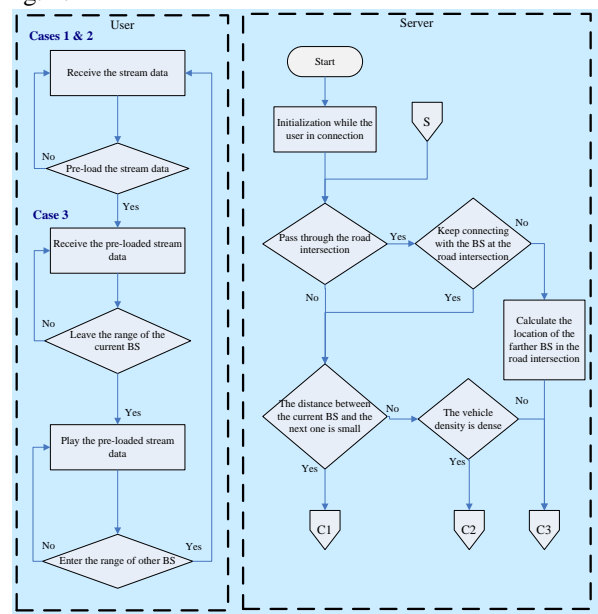 User
Cases 1 & 2
Receive the stream data
No
Pre-load the stream data
Yes
Case 3
Receive the pre-loaded stream
data
No
Leave the range of the
current BS
Yes
Play the pre-loaded stream
data
No
Yes
Enter the range of other BS
Server
Start
Initialization while the
user in connection
S
Pass through the road
intersection
Yes
Keep connecting
with the BS at the
road intersection
No
No
Yes
Calculate the
location of the
farther BS in the
road intersection
The distance between
the current BS and the
next one is small
No
The vehicle
density is dense
No
Yes
Yes
C1
C2
C3